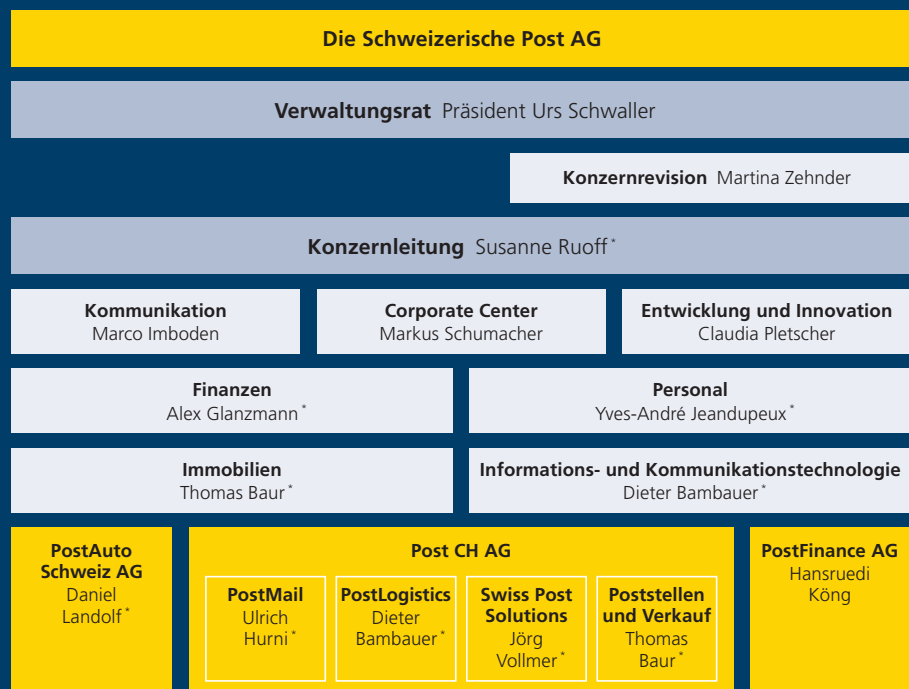 Die Schweizerische Post AG
Verwaltungsrat Präsident Urs Schwaller
Konzernrevision Martina Zehnder
Konzernleitung Susanne Ruoff*
Kommunikation
Marco Imboden
Corporate Center
Markus Schumacher
Entwicklung und Innovation
Claudia Pletscher
Finanzen
Alex Glanzmann*
Personal
Yves-André Jeandupeux*
Immobilien
Thomas Baur*
Informations- und Kommunikationstechnologie
Dieter Bambauer*
PostAuto
Schweiz AG
Daniel
Landolf*
Post CH AG
PostMail
Ulrich
Hurni*
PostLogistics
Dieter
Bambauer*
Swiss Post
Solutions
Jörg
Vollmer*
Poststellen
und Verkauf
Thomas
Baur*
PostFinance AG
Hansruedi
Köng